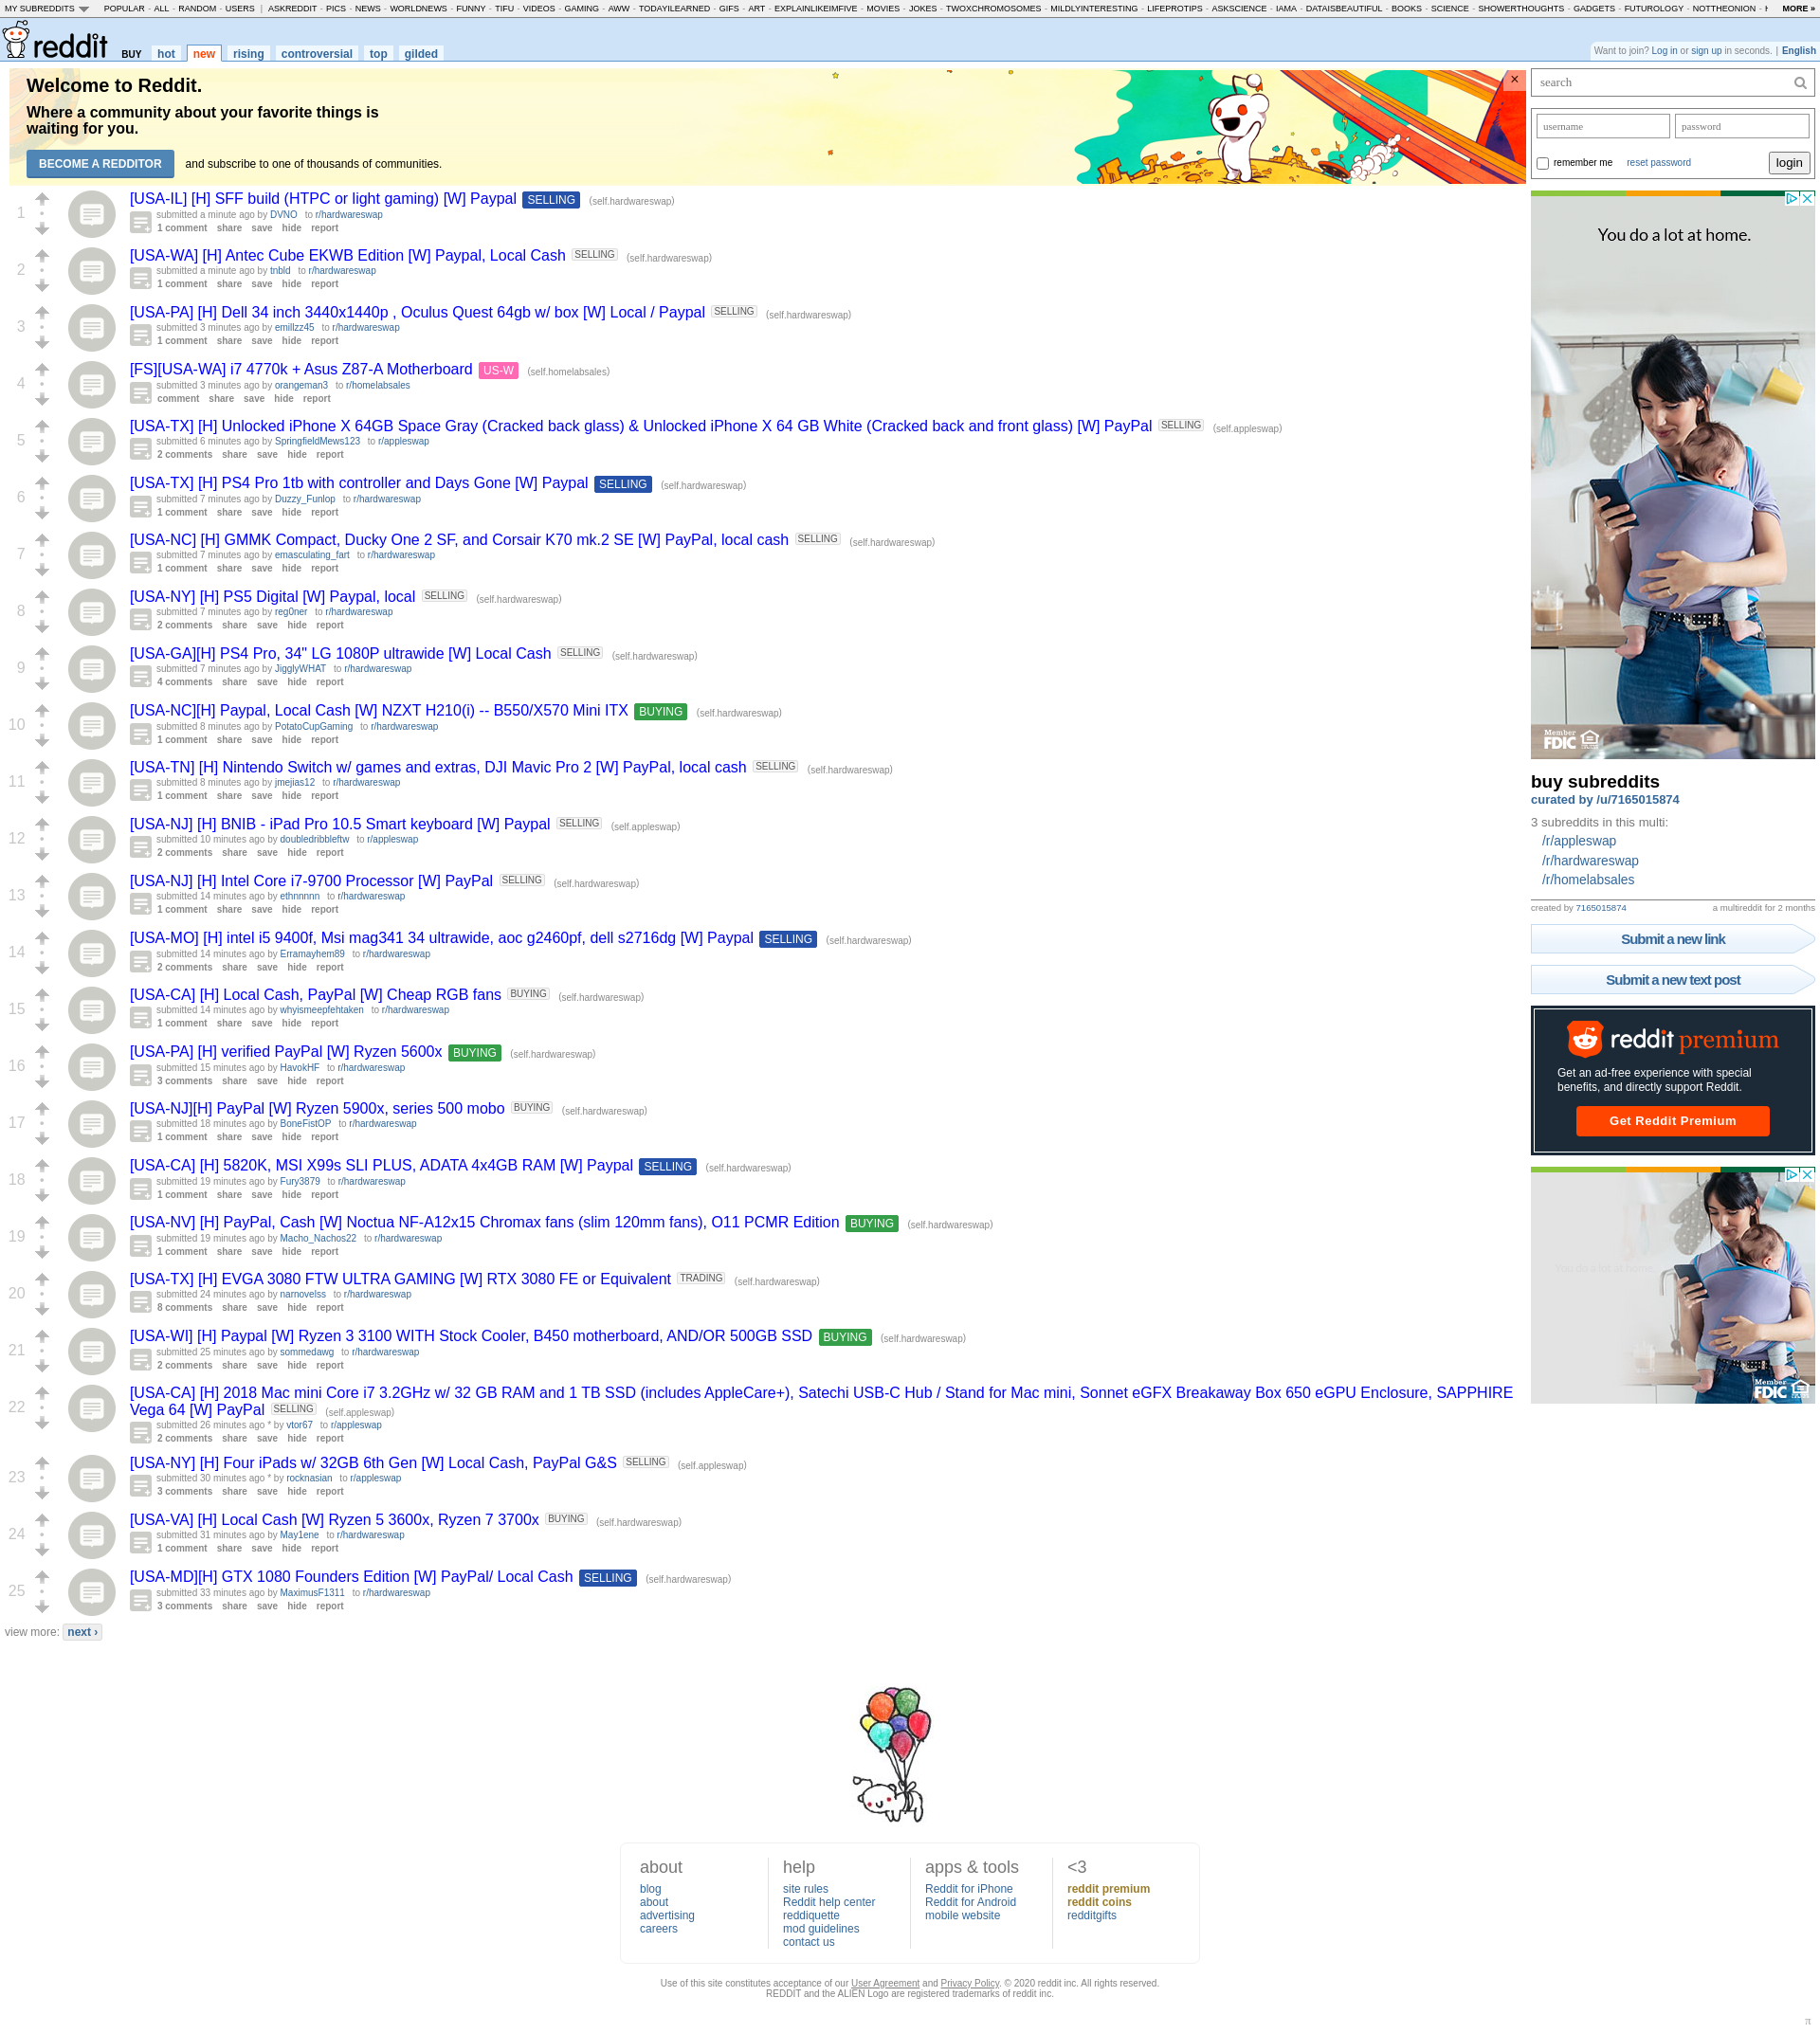 MY SUBREDDITS POPULAR - ALL - RANDOM - USERS | ASKREDDIT - PICS - NEWS - WORLDNEWS - FUNNY - TIFU - VIDEOS - GAMING - AWW - TODAYILEARNED - GIFS - ART - EXPLAINLIKEIMFIVE - MOVIES - JOKES - TWOXCHROMOSOMES - MILDLYINTERESTING - LIFEPROTIPS - ASKSCIENCE - IAMA - DATAISBEAUTIFUL - BOOKS - SCIENCE - SHOWERTHOUGHTS - GADGETS - FUTUROLOGY - NOTTHEONION - MORE »
reddit BUY hot new rising controversial top gilded
Want to join? Log in or sign up in seconds. | English
Welcome to Reddit.
Where a community about your favorite things is
waiting for you.
BECOME A REDDITOR and subscribe to one of thousands of communities.
1
[USA-IL] [H] SFF build (HTPC or light gaming) [W] Paypal SELLING (self.hardwareswap)
submitted a minute ago by DVNO to r/hardwareswap
1 comment share save hide report
2
[USA-WA] [H] Antec Cube EKWB Edition [W] Paypal, Local Cash SELLING (self.hardwareswap)
submitted a minute ago by tnbld to r/hardwareswap
1 comment share save hide report
3
[USA-PA] [H] Dell 34 inch 3440x1440p , Oculus Quest 64gb w/ box [W] Local / Paypal SELLING (self.hardwareswap)
submitted 3 minutes ago by emillzz45 to r/hardwareswap
1 comment share save hide report
4
[FS][USA-WA] i7 4770k + Asus Z87-A Motherboard US-W (self.homelabsales)
submitted 3 minutes ago by orangeman3 to r/homelabsales
comment share save hide report
5
[USA-TX] [H] Unlocked iPhone X 64GB Space Gray (Cracked back glass) & Unlocked iPhone X 64 GB White (Cracked back and front glass) [W] PayPal SELLING (self.appleswap)
submitted 6 minutes ago by SpringfieldMews123 to r/appleswap
2 comments share save hide report
6
[USA-TX] [H] PS4 Pro 1tb with controller and Days Gone [W] Paypal SELLING (self.hardwareswap)
submitted 7 minutes ago by Duzzy_Funlop to r/hardwareswap
1 comment share save hide report
7
[USA-NC] [H] GMMK Compact, Ducky One 2 SF, and Corsair K70 mk.2 SE [W] PayPal, local cash SELLING (self.hardwareswap)
submitted 7 minutes ago by emasculating_fart to r/hardwareswap
1 comment share save hide report
8
[USA-NY] [H] PS5 Digital [W] Paypal, local SELLING (self.hardwareswap)
submitted 7 minutes ago by reg0ner to r/hardwareswap
2 comments share save hide report
9
[USA-GA][H] PS4 Pro, 34" LG 1080P ultrawide [W] Local Cash SELLING (self.hardwareswap)
submitted 7 minutes ago by JigglyWHAT to r/hardwareswap
4 comments share save hide report
10
[USA-NC][H] Paypal, Local Cash [W] NZXT H210(i) -- B550/X570 Mini ITX BUYING (self.hardwareswap)
submitted 8 minutes ago by PotatoCupGaming to r/hardwareswap
1 comment share save hide report
11
[USA-TN] [H] Nintendo Switch w/ games and extras, DJI Mavic Pro 2 [W] PayPal, local cash SELLING (self.hardwareswap)
submitted 8 minutes ago by jmejias12 to r/hardwareswap
1 comment share save hide report
12
[USA-NJ] [H] BNIB - iPad Pro 10.5 Smart keyboard [W] Paypal SELLING (self.appleswap)
submitted 10 minutes ago by doubledribbleftw to r/appleswap
2 comments share save hide report
13
[USA-NJ] [H] Intel Core i7-9700 Processor [W] PayPal SELLING (self.hardwareswap)
submitted 14 minutes ago by ethnnnnn to r/hardwareswap
1 comment share save hide report
14
[USA-MO] [H] intel i5 9400f, Msi mag341 34 ultrawide, aoc g2460pf, dell s2716dg [W] Paypal SELLING (self.hardwareswap)
submitted 14 minutes ago by Erramayhem89 to r/hardwareswap
2 comments share save hide report
15
[USA-CA] [H] Local Cash, PayPal [W] Cheap RGB fans BUYING (self.hardwareswap)
submitted 14 minutes ago by whyismeepfehtaken to r/hardwareswap
1 comment share save hide report
16
[USA-PA] [H] verified PayPal [W] Ryzen 5600x BUYING (self.hardwareswap)
submitted 15 minutes ago by HavokHF to r/hardwareswap
3 comments share save hide report
17
[USA-NJ][H] PayPal [W] Ryzen 5900x, series 500 mobo BUYING (self.hardwareswap)
submitted 18 minutes ago by BoneFistOP to r/hardwareswap
1 comment share save hide report
18
[USA-CA] [H] 5820K, MSI X99s SLI PLUS, ADATA 4x4GB RAM [W] Paypal SELLING (self.hardwareswap)
submitted 19 minutes ago by Fury3879 to r/hardwareswap
1 comment share save hide report
19
[USA-NV] [H] PayPal, Cash [W] Noctua NF-A12x15 Chromax fans (slim 120mm fans), O11 PCMR Edition BUYING (self.hardwareswap)
submitted 19 minutes ago by Macho_Nachos22 to r/hardwareswap
1 comment share save hide report
20
[USA-TX] [H] EVGA 3080 FTW ULTRA GAMING [W] RTX 3080 FE or Equivalent TRADING (self.hardwareswap)
submitted 24 minutes ago by narnovelss to r/hardwareswap
8 comments share save hide report
21
[USA-WI] [H] Paypal [W] Ryzen 3 3100 WITH Stock Cooler, B450 motherboard, AND/OR 500GB SSD BUYING (self.hardwareswap)
submitted 25 minutes ago by sommedawg to r/hardwareswap
2 comments share save hide report
22
[USA-CA] [H] 2018 Mac mini Core i7 3.2GHz w/ 32 GB RAM and 1 TB SSD (includes AppleCare+), Satechi USB-C Hub / Stand for Mac mini, Sonnet eGFX Breakaway Box 650 eGPU Enclosure, SAPPHIRE
Vega 64 [W] PayPal SELLING (self.appleswap)
submitted 26 minutes ago * by vtor67 to r/appleswap
2 comments share save hide report
23
[USA-NY] [H] Four iPads w/ 32GB 6th Gen [W] Local Cash, PayPal G&S SELLING (self.appleswap)
submitted 30 minutes ago * by rocknasian to r/appleswap
3 comments share save hide report
24
[USA-VA] [H] Local Cash [W] Ryzen 5 3600x, Ryzen 7 3700x BUYING (self.hardwareswap)
submitted 31 minutes ago by May1ene to r/hardwareswap
1 comment share save hide report
25
[USA-MD][H] GTX 1080 Founders Edition [W] PayPal/ Local Cash SELLING (self.hardwareswap)
submitted 33 minutes ago by MaximusF1311 to r/hardwareswap
3 comments share save hide report
view more: next ›
search
username password
remember me reset password login
You do a lot at home.
Member
FDIC
buy subreddits
curated by /u/7165015874
3 subreddits in this multi:
/r/appleswap
/r/hardwareswap
/r/homelabsales
created by 7165015874 a multireddit for 2 months
Submit a new link
Submit a new text post
reddit premium
Get an ad-free experience with special
benefits, and directly support Reddit.
Get Reddit Premium
You do a lot at home.
Member
FDIC
about
blog
about
advertising
careers
help
site rules
Reddit help center
reddiquette
mod guidelines
contact us
apps & tools
Reddit for iPhone
Reddit for Android
mobile website
<3
reddit premium
reddit coins
redditgifts
Use of this site constitutes acceptance of our User Agreement and Privacy Policy. © 2020 reddit inc. All rights reserved.
REDDIT and the ALIEN Logo are registered trademarks of reddit inc.
π